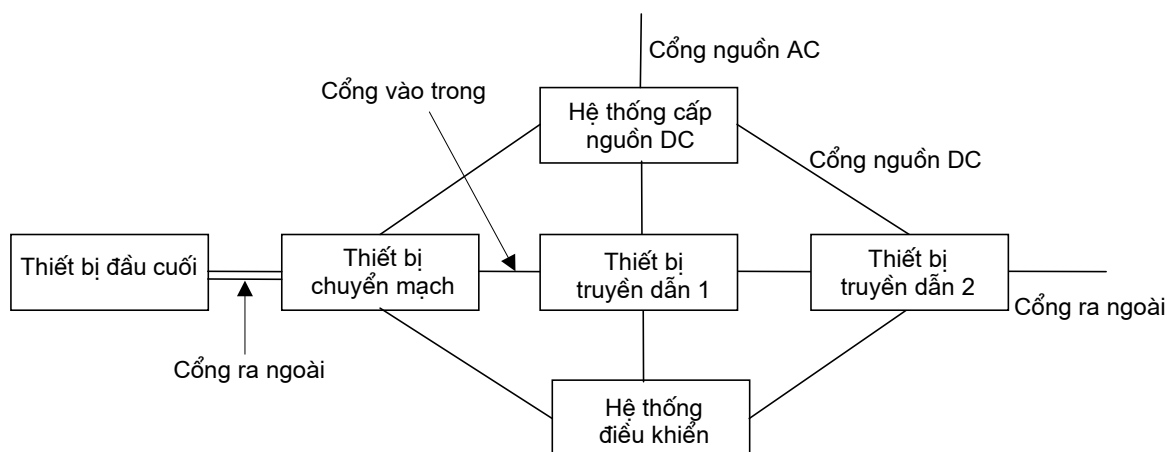 Cổng nguồn AC
Cổng vào trong
Hệ thống cấp
nguồn DC
Cổng nguồn DC
Thiết bị đầu cuối
Thiết bị
chuyển mạch
Thiết bị
truyền dẫn 1
Thiết bị
truyền dẫn 2
Cổng ra ngoài
Cổng ra ngoài
Hệ thống
điều khiển